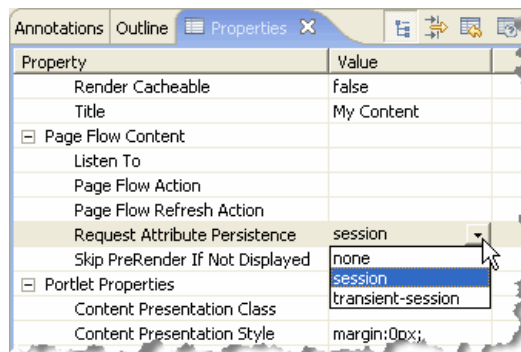 Annotations Outline Properties
Property Value
Render Cacheable false
Title My Content
Page Flow Content
Listen To
Page Flow Action
Page Flow Refresh Action
Request Attribute Persistence session
Skip PreRender If Not Displayed none
session
Portlet Properties
transient-session
Content Presentation Class
Content Presentation Style margin:0px;